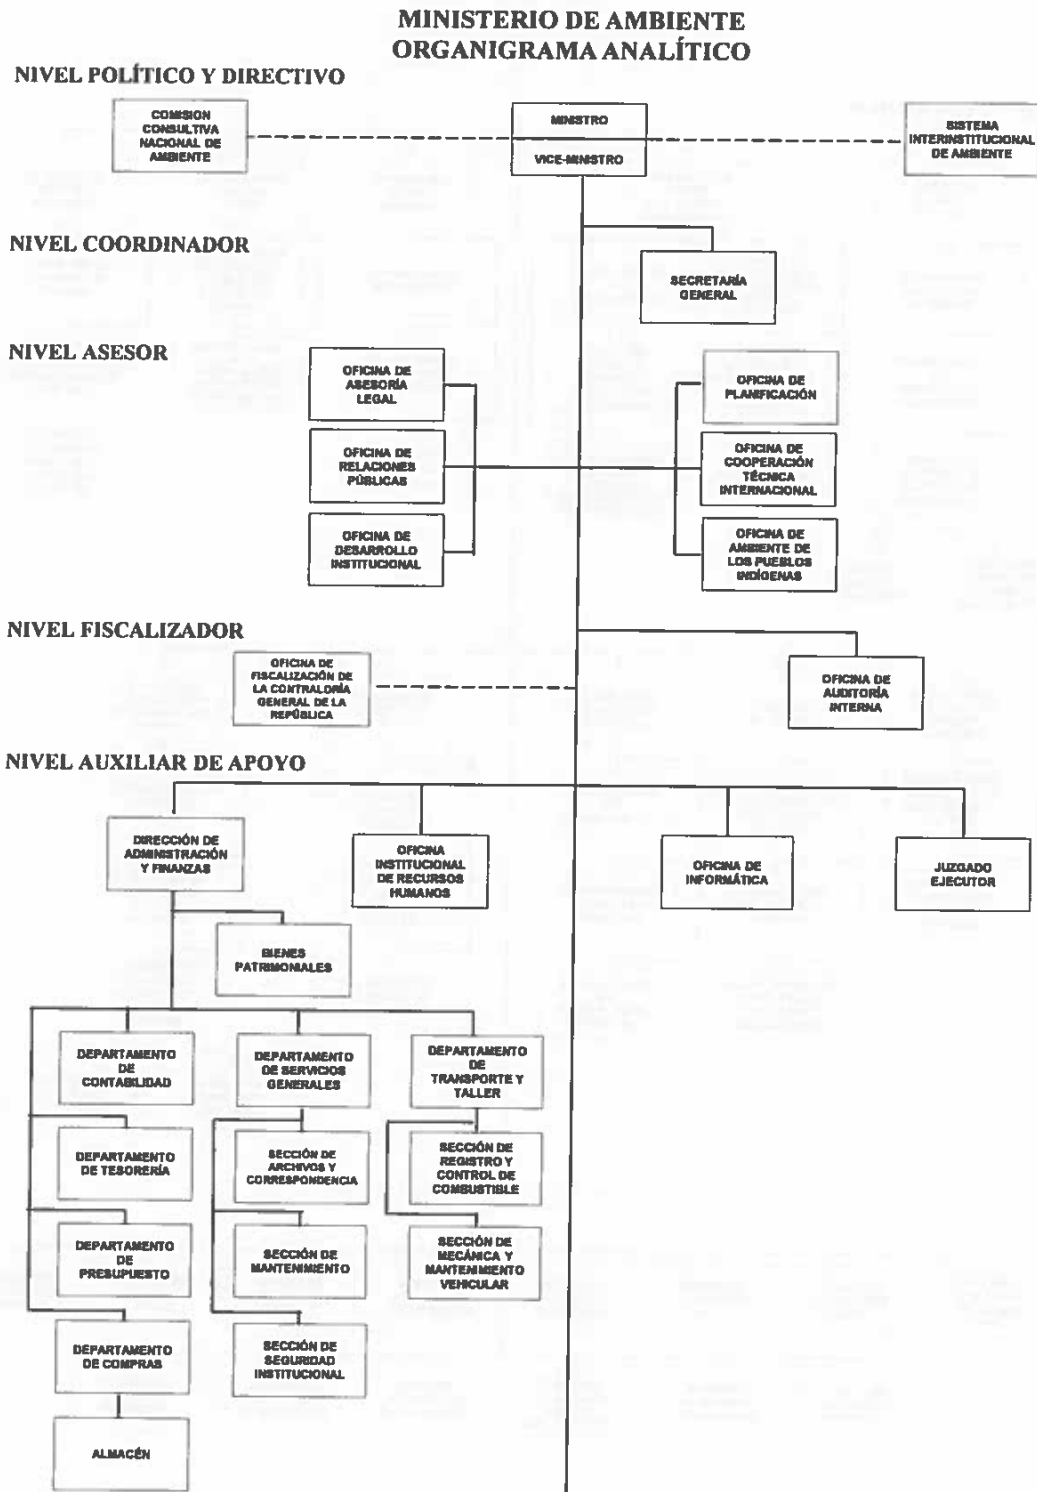 MINISTERIO DE AMBIENTE
ORGANIGRAMA ANALÍTICO
NIVEL POLÍTICO Y DIRECTIVO
COMISION
CONSULTIVA
NACIONAL DE
AMBIENTE
MINISTRO
VICE-MINISTRO
SISTEMA
INTERINSTITUCIONAL
DE AMBIENTE
NIVEL COORDINADOR
SECRETARÍA
GENERAL
NIVEL ASESOR
OFICINA DE
ASESORÍA
LEGAL
OFICINA DE
PLANIFICACIÓN
OFICINA DE
RELACIONES
PÚBLICAS
OFICINA DE
COOPERACIÓN
TÉCNICA
INTERNACIONAL
OFICINA DE
DESARROLLO
INSTITUCIONAL
OFICINA DE
AMBIENTE DE
LOS PUEBLOS
INDÍGENAS
NIVEL FISCALIZADOR
OFICINA DE
FISCALIZACIÓN DE
LA CONTRALORÍA
GENERAL DE LA
REPÚBLICA
OFICINA DE
AUDITORÍA
INTERNA
NIVEL AUXILIAR DE APOYO
DIRECCIÓN DE
ADMINISTRACIÓN
Y FINANZAS
OFICINA
INSTITUCIONAL
DE RECURSOS
HUMANOS
OFICINA DE
INFORMÁTICA
JUZGADO
EJECUTOR
BIENES
PATRIMONIALES
DEPARTAMENTO
DE
CONTABILIDAD
DEPARTAMENTO
DE SERVICIOS
GENERALES
DEPARTAMENTO
DE
TRANSPORTE Y
TALLER
DEPARTAMENTO
DE TESORERÍA
SECCIÓN DE
ARCHIVOS Y
CORRESPONDENCIA
SECCIÓN DE
REGISTRO Y
CONTROL DE
COMBUSTIBLE
DEPARTAMENTO
DE
PRESUPUESTO
SECCIÓN DE
MANTENIMIENTO
SECCIÓN DE
MECÁNICA Y
MANTENIMIENTO
VEHICULAR
DEPARTAMENTO
DE COMPRAS
SECCIÓN DE
SEGURIDAD
INSTITUCIONAL
ALMACÉN